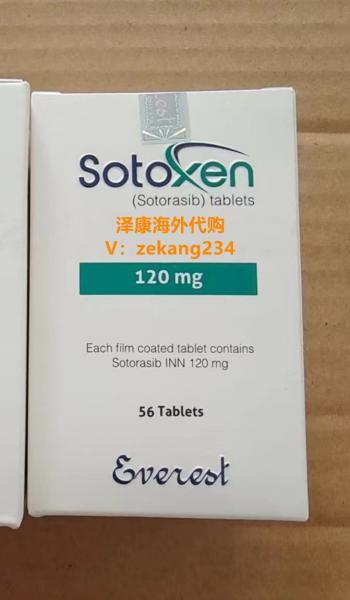 Sotoxen
(Sotorasib) tablets
泽康海外代购
V：zekang234
120 mg
Each film coated tablet contains
Sotorasib INN 120 mg
56 Tablets
Everest